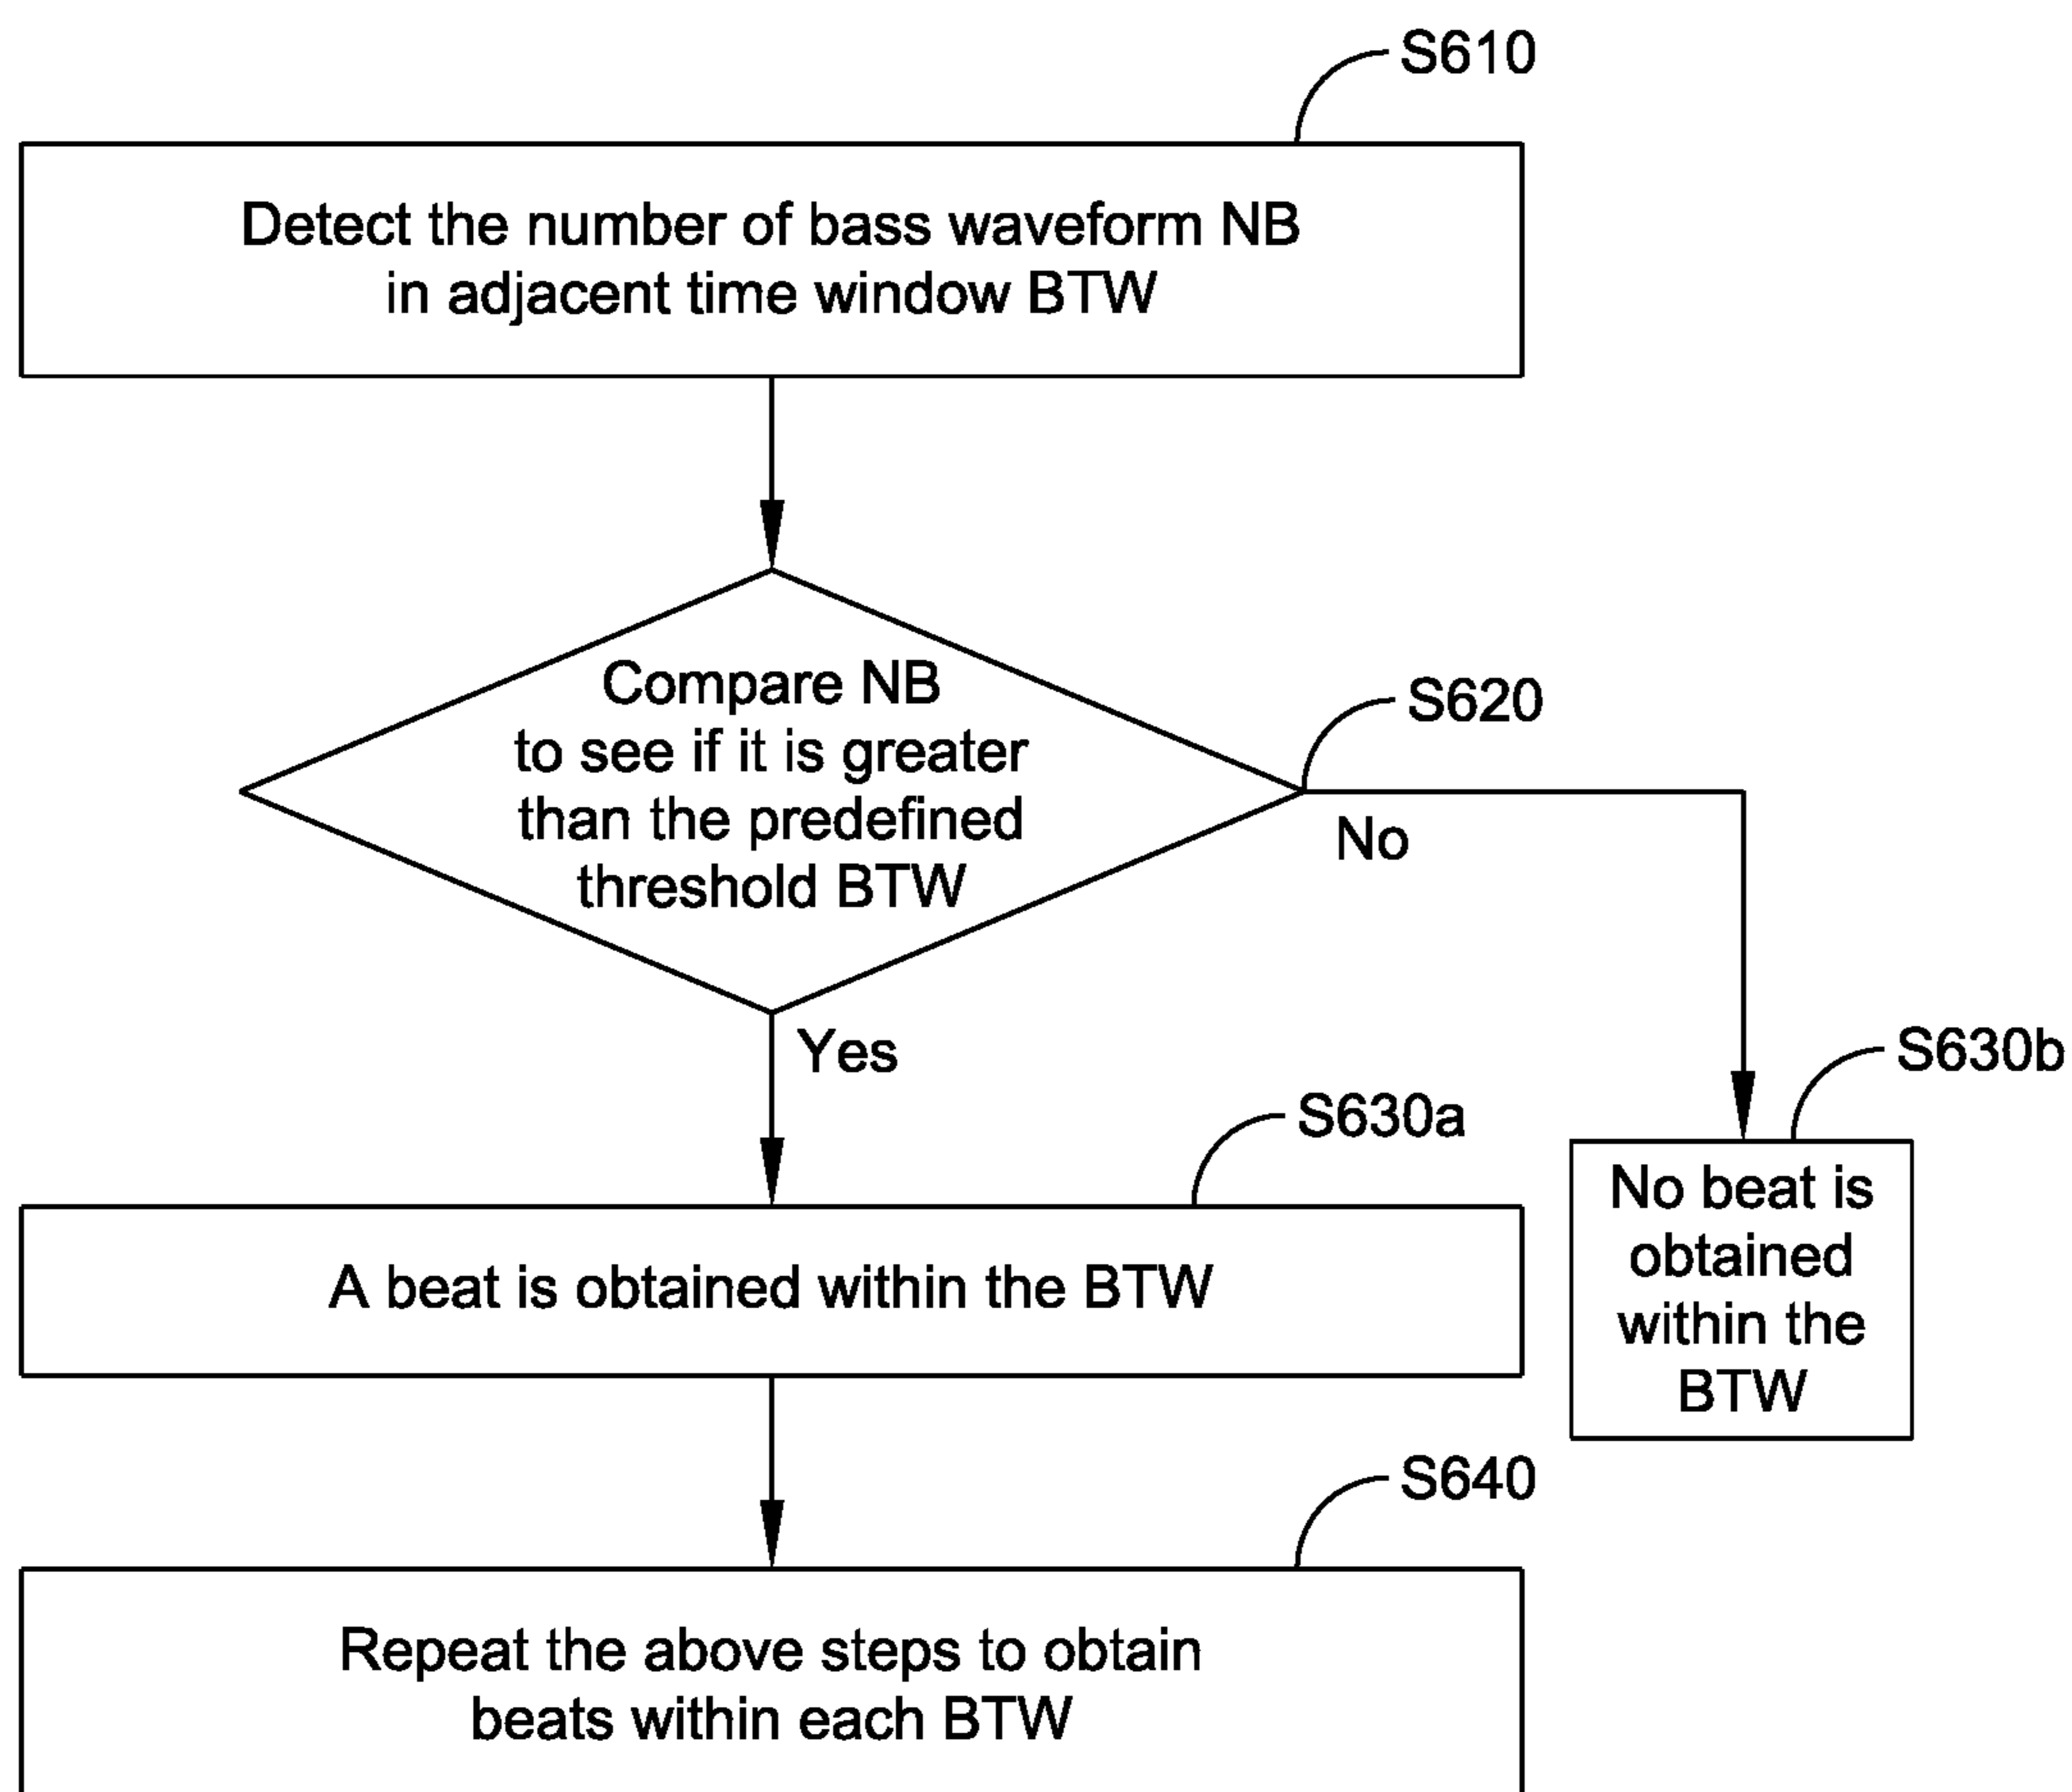 S610
Detect the number of bass waveform NB
in adjacent time window BTW
Compare NB
to see if it is greater
than the predefined
threshold BTW
S620
No
Yes
S630a
A beat is obtained within the BTW
S630b
No beat is
obtained
within the
BTW
S640
Repeat the above steps to obtain
beats within each BTW